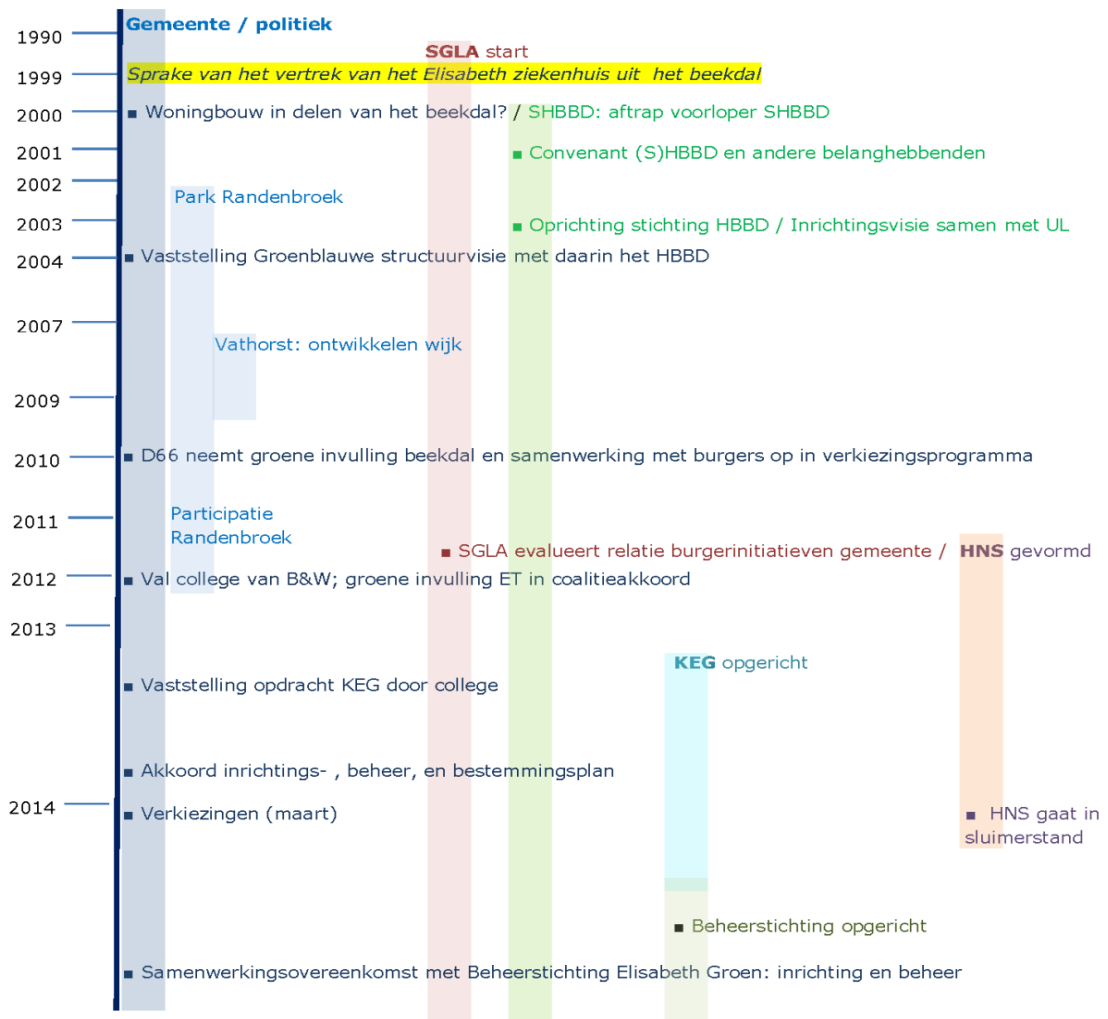 Gemeente / politiek
1990
SGLA start
1999
Sprake van het vertrek van het Elisabeth ziekenhuis uit het beekdal
2000
▪ Woningbouw in delen van het beekdal? / SHBBD: aftrap voorloper SHBBD
2001
▪ Convenant (S)HBBD en andere belanghebbenden
2002
Park Randenbroek
2003
▪ Oprichting stichting HBBD / Inrichtingsvisie samen met UL
2004
▪ Vaststelling Groenblauwe structuurvisie met daarin het HBBD
2007
Vathorst: ontwikkelen wijk
2009
2010
▪ D66 neemt groene invulling beekdal en samenwerking met burgers op in verkiezingsprogramma
2011
Participatie
Randenbroek
▪ SGLA evalueert relatie burgerinitiatieven gemeente / HNS gevormd
2012
▪ Val college van B&W; groene invulling ET in coalitieakkoord
2013
KEG opgericht
▪ Vaststelling opdracht KEG door college
▪ Akkoord inrichtings- , beheer, en bestemmingsplan
2014
▪ Verkiezingen (maart)
▪ HNS gaat in
sluimerstand
▪ Beheerstichting opgericht
▪ Samenwerkingsovereenkomst met Beheerstichting Elisabeth Groen: inrichting en beheer